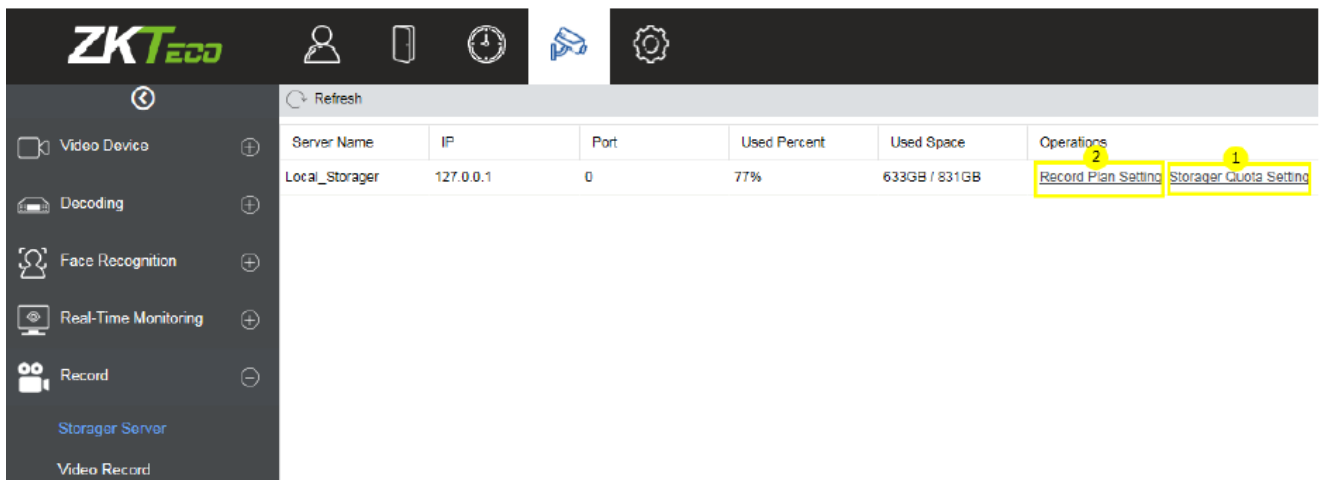 ZKTECO
Refresh
Video Device
Decoding
Face Recognition
Real-Time Monitoring
Record
Storager Server
Video Record
Server Name IP Port Used Percent Used Space Operations
2 1
Local_Storager 127.0.0.1 0 77% 633GB / 831GB Record Plan Setting Storager Quota Setting